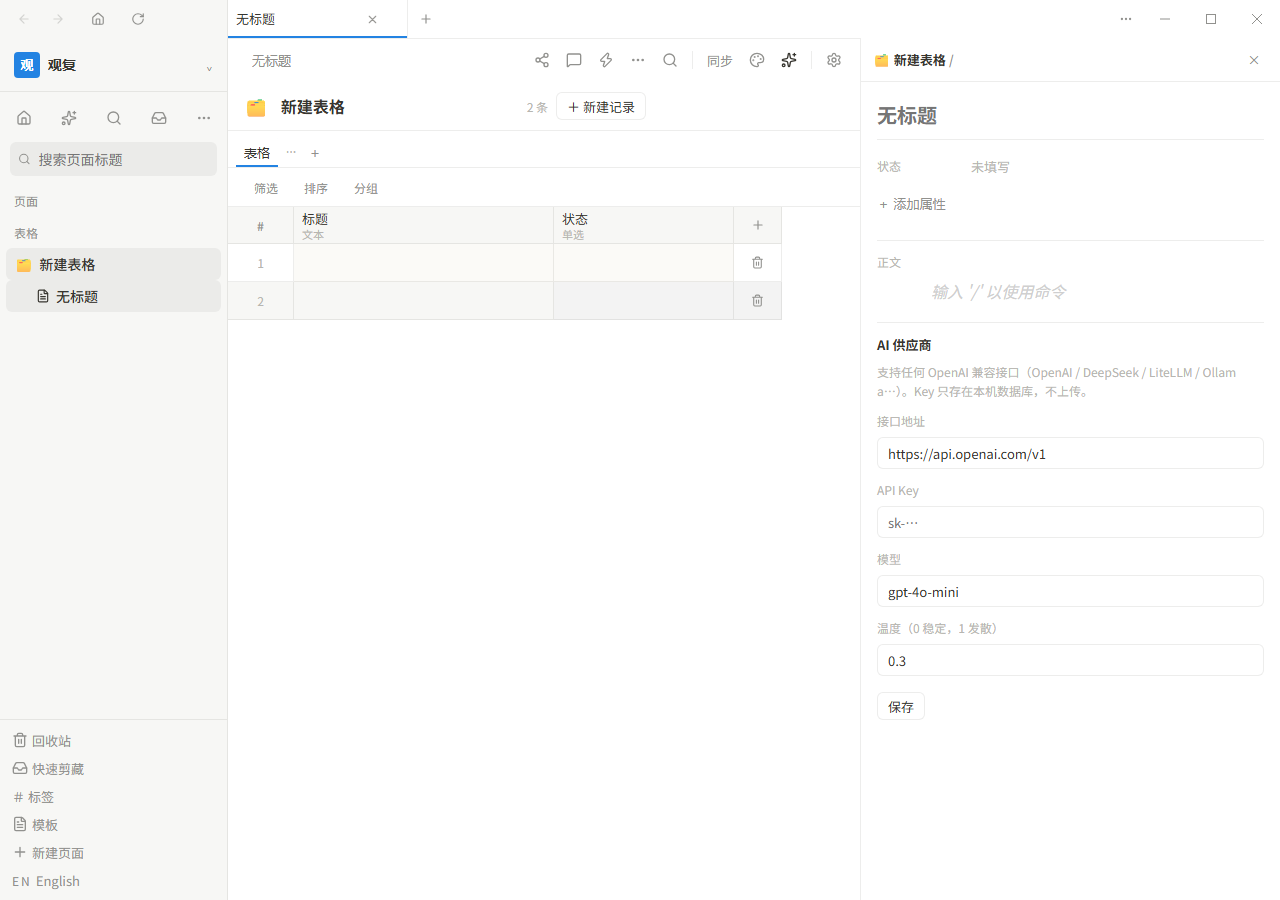 无标题
观 观复
搜索页面标题
页面
表格
新建表格
无标题
回收站
快速剪藏
# 标签
模板
新建页面
EN English
无标题
同步
新建表格
2 条
新建记录
表格
筛选 排序 分组
# 标题 状态
文本 单选
1
2
新建表格 /
无标题
状态 未填写
+ 添加属性
正文
输入 '/' 以使用命令
AI 供应商
支持任何 OpenAI 兼容接口（OpenAI / DeepSeek / LiteLLM / Ollam
a…）。Key 只存在本机数据库，不上传。
接口地址
https://api.openai.com/v1
API Key
sk-…
模型
gpt-4o-mini
温度（0 稳定，1 发散）
0.3
保存